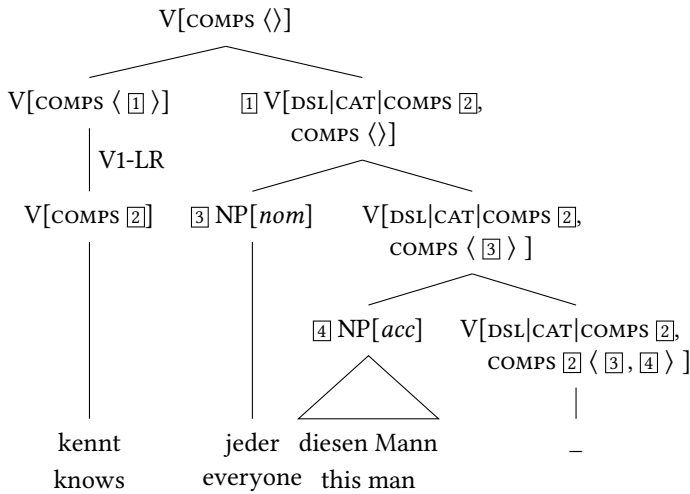 V[COMPS ⟨⟩]
V[COMPS ⟨ 1 ⟩] 1 V[DSL|CAT|COMPS 2,
COMPS ⟨⟩]
V1-LR
V[COMPS 2] 3 NP[nom] V[DSL|CAT|COMPS 2,
COMPS ⟨ 3 ⟩ ]
4 NP[acc] V[DSL|CAT|COMPS 2,
COMPS 2 ⟨ 3 , 4 ⟩ ]
kennt jeder diesen Mann _
knows everyone this man